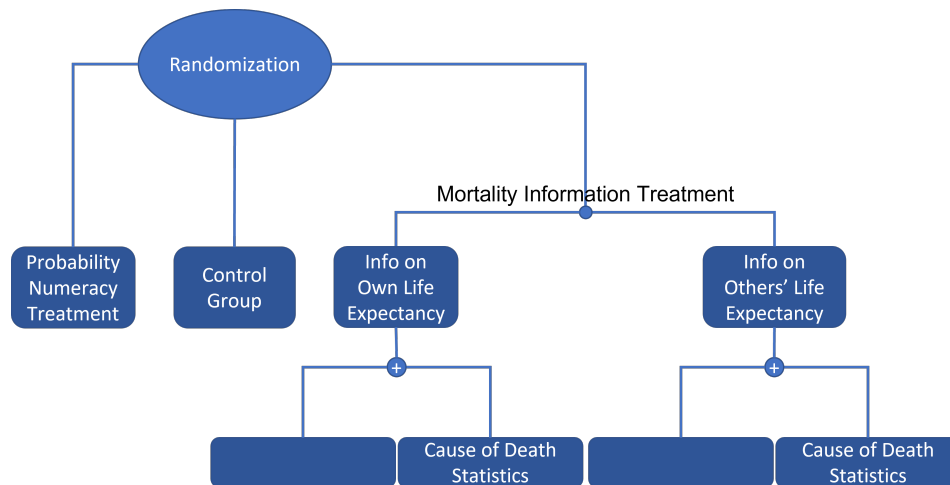 Randomization
Mortality Information Treatment
Probability
Numeracy
Treatment
Control
Group
Info on
Own Life
Expectancy
Info on
Others’ Life
Expectancy
+
+
Cause of Death
Statistics
Cause of Death
Statistics